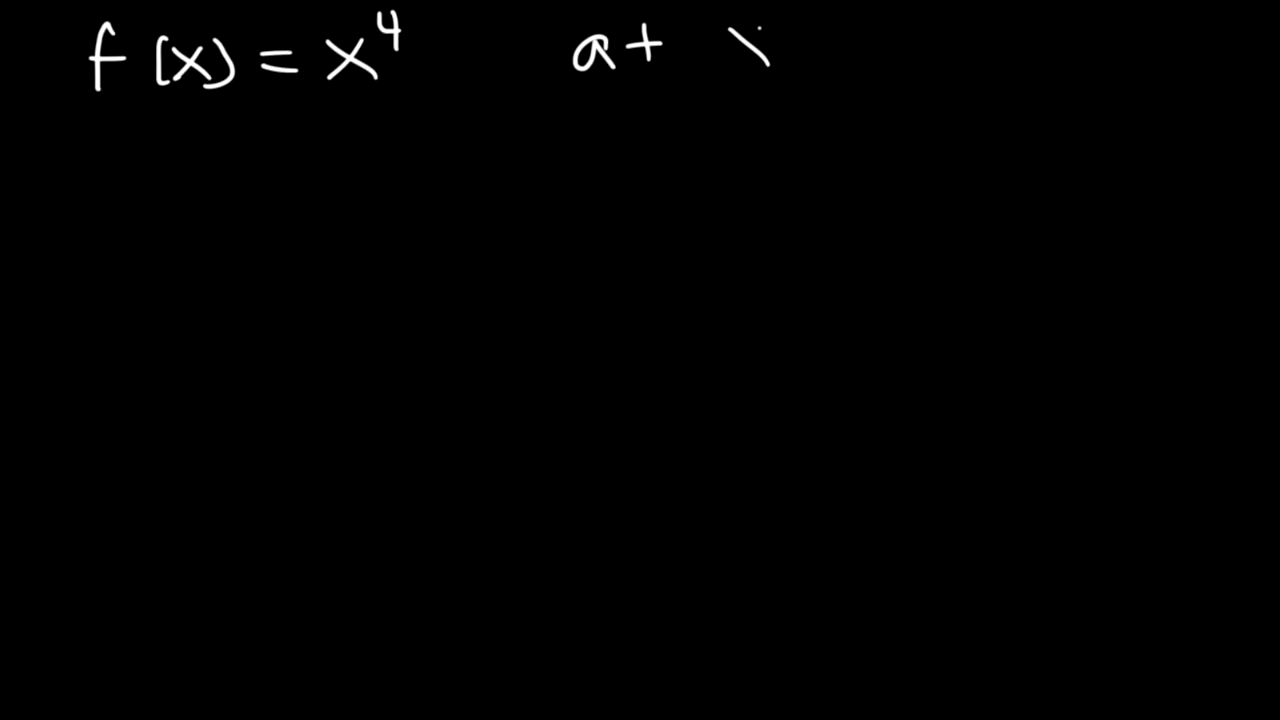 f(x) = x⁴ at